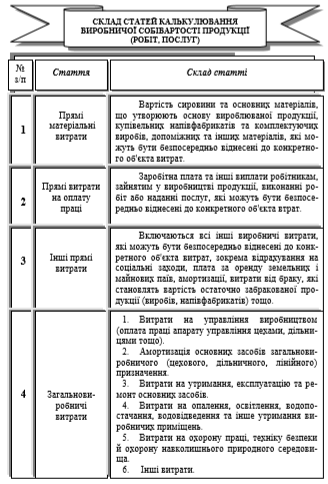 СКЛАД СТАТЕЙ КАЛЬКУЛЮВАННЯ
ВИРОБНИЧОЇ СОБІВАРТОСТІ ПРОДУКЦІЇ
(РОБІТ, ПОСЛУГ)
№
з/п
Стаття
Склад статті
1
Прямі
матеріальні
витрати
Вартість сировини та основних матеріалів,
що утворюють основу вироблюваної продукції,
купівельних напівфабрикатів та комплектуючих
виробів, допоміжних та інших матеріалів, які мо-
жуть бути безпосередньо віднесені до конкретно-
го об'єкта витрат.
2
Прямі витрати
на оплату
праці
Заробітна плата та інші виплати робітникам,
зайнятим у виробництві продукції, виконанні ро-
біт або наданні послуг, які можуть бути безпосе-
редньо віднесені до конкретного об'єкта втрат.
3
Інші прямі
витрати
Включаються всі інші виробничі витрати,
які можуть бути безпосередньо віднесені до конк-
ретного об'єкта витрат, зокрема відрахування на
соціальні заходи, плата за оренду земельних і
майнових паїв, амортизації, витрати від браку, які
становлять вартість остаточно забракованої про-
дукції (виробів, напівфабрикатів) тощо.
4
Загальнови-
робничі
витрати
1. Витрати на управління виробництвом
(оплата праці апарату управління цехами, дільни-
цями тощо).
2. Амортизація основних засобів загальнови-
робничого (цехового, дільничного, лінійного)
призначення.
3. Витрати на утримання, експлуатацію та ре-
монт основних засобів.
4. Витрати на опалення, освітлення, водопо-
стачання, водовідведення та інше утримання ви-
робничих приміщень.
5. Витрати на охорону праці, техніку безпеки
й охорону навколишнього природного середови-
ща.
6. Інші витрати.